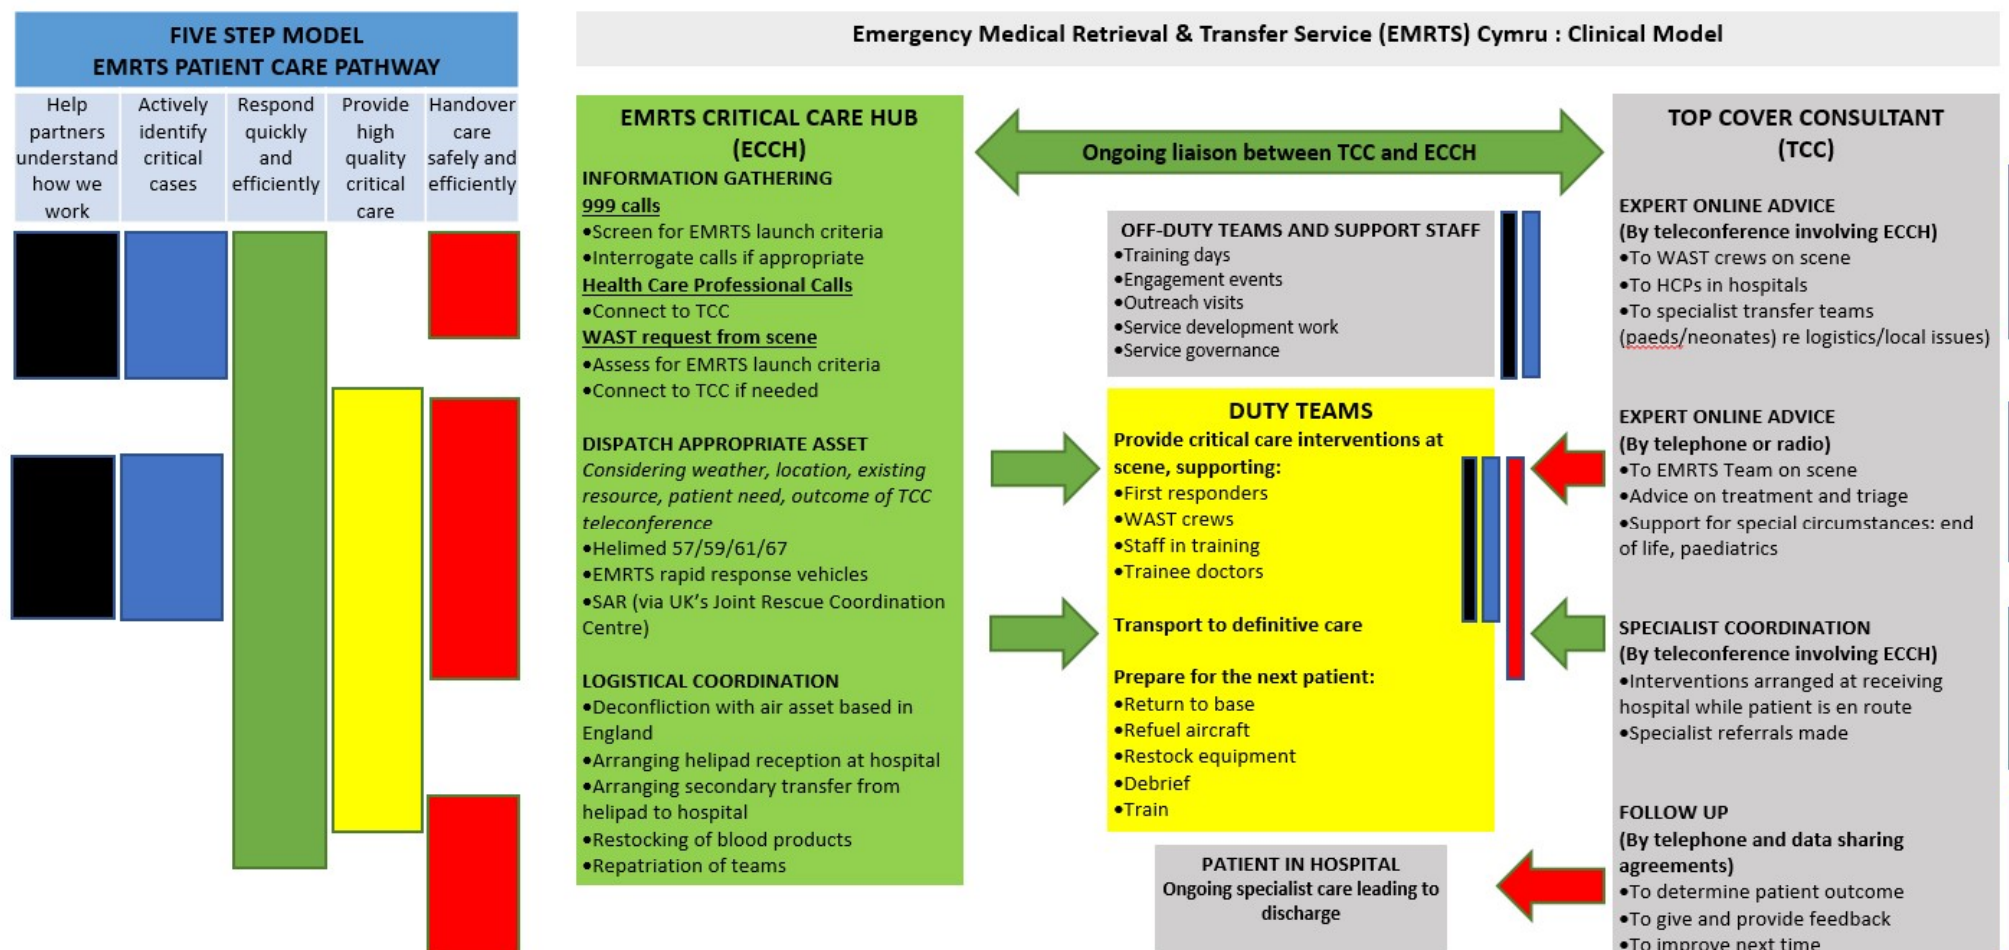 FIVE STEP MODEL
EMRTS PATIENT CARE PATHWAY
Help
partners
understand
how we
work
Actively
identify
critical
cases
Respond
quickly
and
efficiently
Provide
high
quality
critical
care
Handover
care
safely and
efficiently
Emergency Medical Retrieval & Transfer Service (EMRTS) Cymru : Clinical Model
EMRTS CRITICAL CARE HUB
(ECCH)
INFORMATION GATHERING
999 calls
•Screen for EMRTS launch criteria
•Interrogate calls if appropriate
Health Care Professional Calls
•Connect to TCC
WAST request from scene
•Assess for EMRTS launch criteria
•Connect to TCC if needed
DISPATCH APPROPRIATE ASSET
Considering weather, location, existing
resource, patient need, outcome of TCC
teleconference
•Helimed 57/59/61/67
•EMRTS rapid response vehicles
•SAR (via UK's Joint Rescue Coordination
Centre)
LOGISTICAL COORDINATION
•Deconfliction with air asset based in
England
•Arranging helipad reception at hospital
•Arranging secondary transfer from
helipad to hospital
•Restocking of blood products
•Repatriation of teams
Ongoing liaison between TCC and ECCH
OFF-DUTY TEAMS AND SUPPORT STAFF
•Training days
•Engagement events
•Outreach visits
•Service development work
•Service governance
DUTY TEAMS
Provide critical care interventions at
scene, supporting:
•First responders
•WAST crews
•Staff in training
•Trainee doctors
Transport to definitive care
Prepare for the next patient:
•Return to base
•Refuel aircraft
•Restock equipment
•Debrief
•Train
PATIENT IN HOSPITAL
Ongoing specialist care leading to
discharge
TOP COVER CONSULTANT
(TCC)
EXPERT ONLINE ADVICE
(By teleconference involving ECCH)
•To WAST crews on scene
•To HCPs in hospitals
•To specialist transfer teams
(paeds/neonates) re logistics/local issues)
EXPERT ONLINE ADVICE
(By telephone or radio)
•To EMRTS Team on scene
•Advice on treatment and triage
•Support for special circumstances: end
of life, paediatrics
SPECIALIST COORDINATION
(By teleconference involving ECCH)
•Interventions arranged at receiving
hospital while patient is en route
•Specialist referrals made
FOLLOW UP
(By telephone and data sharing
agreements)
•To determine patient outcome
•To give and provide feedback
•To improve next time